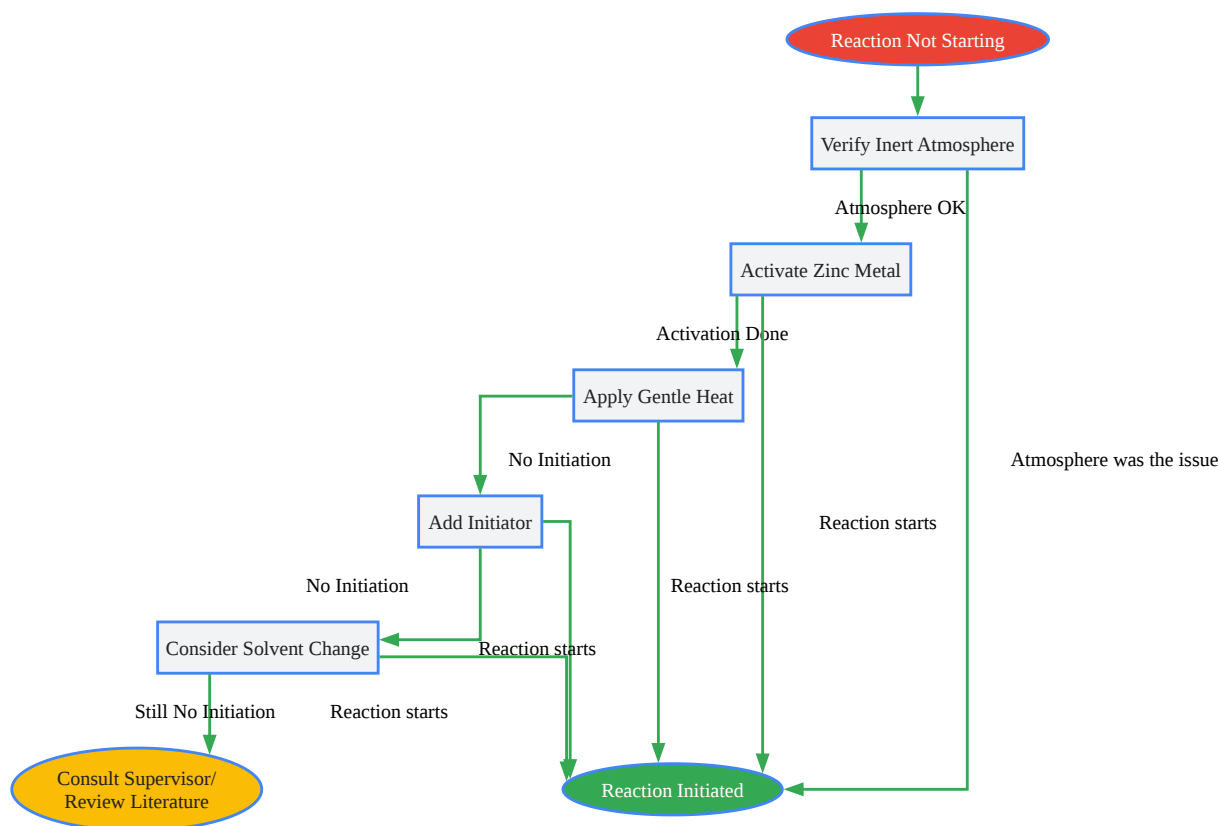 Reaction Not Starting
Verify Inert Atmosphere
Atmosphere OK
Activate Zinc Metal
Activation Done
Apply Gentle Heat
No Initiation
Atmosphere was the issue
Add Initiator
Reaction starts
No Initiation
Reaction starts
Consider Solvent Change
Reaction starts
Still No Initiation
Reaction starts
Consult Supervisor/
Review Literature
Reaction Initiated